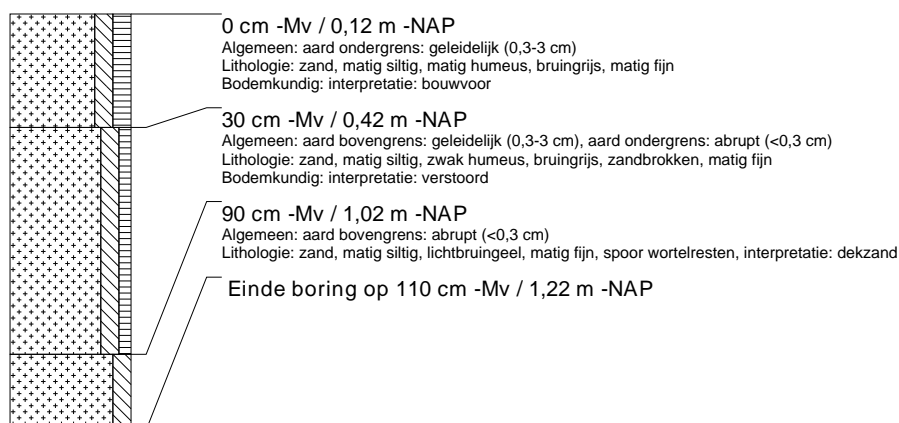 0 cm -Mv / 0,12 m -NAP
Algemeen: aard ondergrens: geleidelijk (0,3-3 cm)
Lithologie: zand, matig siltig, matig humeus, bruingrijs, matig fijn
Bodemkundig: interpretatie: bouwvoor
30 cm -Mv / 0,42 m -NAP
Algemeen: aard bovengrens: geleidelijk (0,3-3 cm), aard ondergrens: abrupt (<0,3 cm)
Lithologie: zand, matig siltig, zwak humeus, bruingrijs, zandbrokken, matig fijn
Bodemkundig: interpretatie: verstoord
90 cm -Mv / 1,02 m -NAP
Algemeen: aard bovengrens: abrupt (<0,3 cm)
Lithologie: zand, matig siltig, lichtbruingeel, matig fijn, spoor wortelresten, interpretatie: dekzand
Einde boring op 110 cm -Mv / 1,22 m -NAP